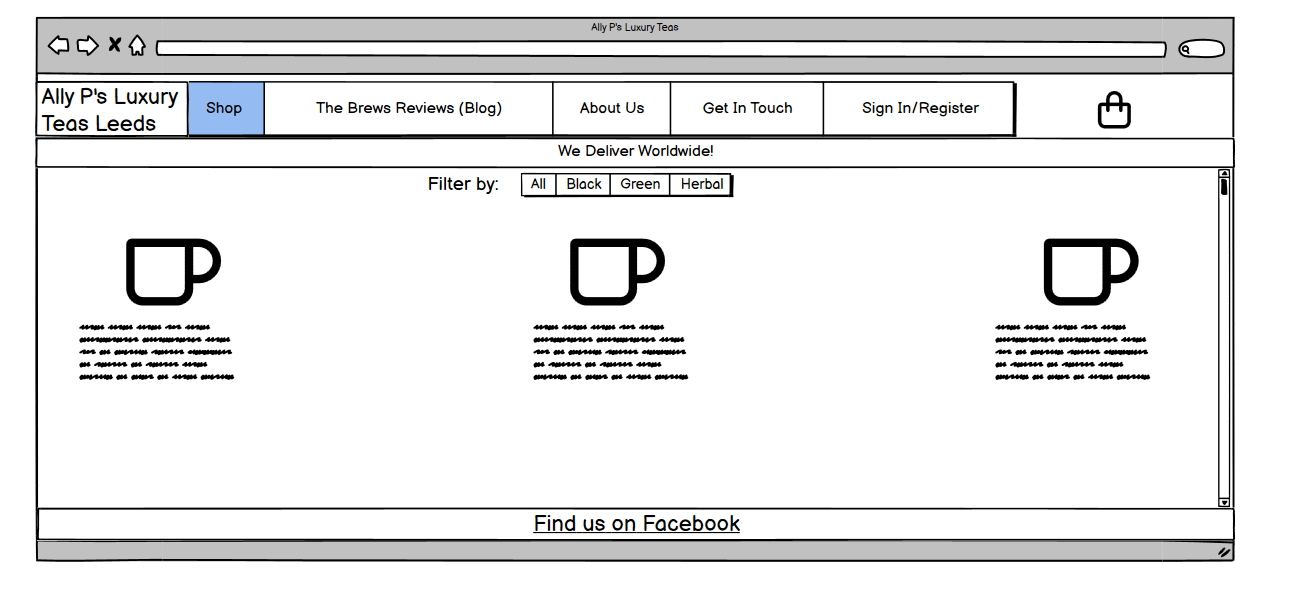 Ally P's Luxury Teas
Ally P's Luxury
Teas Leeds
Shop
The Brews Reviews (Blog)
About Us
Get In Touch
Sign In/Register
We Deliver Worldwide!
Filter by:
All
Black
Green
Herbal
Find us on Facebook